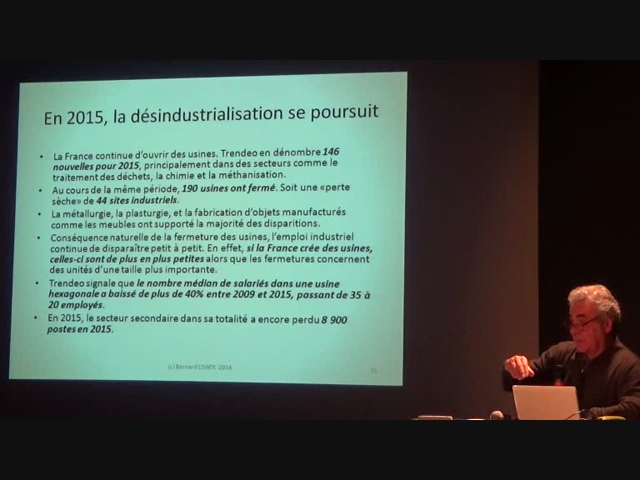 En 2015, la désindustrialisation se poursuit
• La France continue d'ouvrir des usines. Trendeo en dénombre 146
nouvelles pour 2015, principalement dans des secteurs comme le
traitement des déchets, la chimie et la méthanisation.
• Au cours de la même période, 190 usines ont fermé. Soit une «perte
sèche» de 44 sites industriels.
• La métallurgie, la plasturgie, et la fabrication d'objets manufacturés
comme les meubles ont supporté la majorité des disparitions.
• Conséquence naturelle de la fermeture des usines, l'emploi industriel
continue de disparaître petit à petit. En effet, si la France crée des usines,
celles-ci sont de plus en plus petites alors que les fermetures concernent
des unités d'une taille plus importante.
• Trendeo signale que le nombre médian de salariés dans une usine
hexagonale a baissé de plus de 40% entre 2009 et 2015, passant de 35 à
20 employés.
• En 2015, le secteur secondaire dans sa totalité a encore perdu 8 900
postes en 2015.
(c) Bernard CONTE 2016